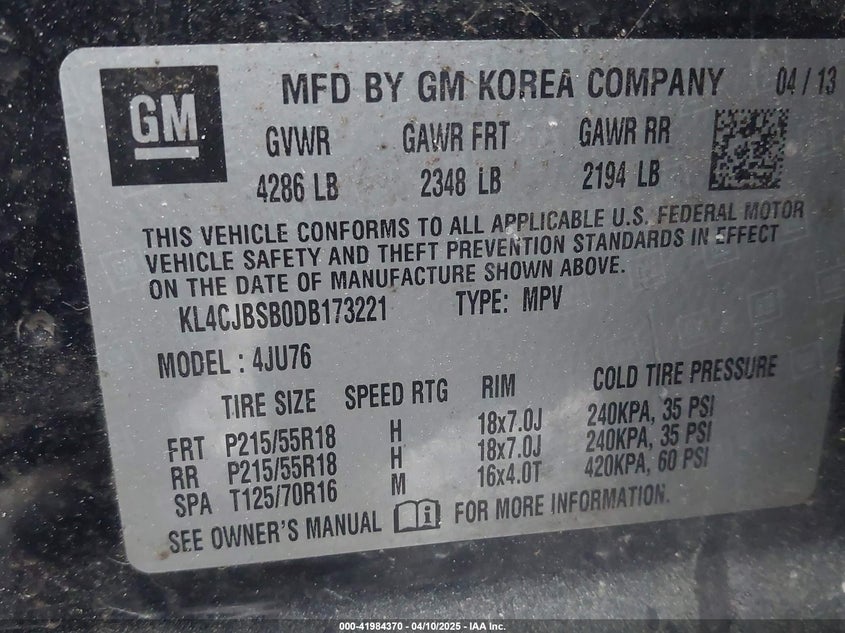 GM
MFD BY GM KOREA COMPANY 04 / 13
GVWR GAWR FRT GAWR RR
4286 LB 2348 LB 2194 LB
THIS VEHICLE CONFORMS TO ALL APPLICABLE U.S. FEDERAL MOTOR
VEHICLE SAFETY AND THEFT PREVENTION STANDARDS IN EFFECT
ON THE DATE OF MANUFACTURE SHOWN ABOVE.
KL4CJBSB0DB173221 TYPE: MPV
MODEL : 4JU76
TIRE SIZE SPEED RTG RIM COLD TIRE PRESSURE
FRT P215/55R18 H 18x7.0J 240KPA, 35 PSI
RR P215/55R18 H 18x7.0J 240KPA, 35 PSI
SPA T125/70R16 M 16x4.0T 420KPA, 60 PSI
SEE OWNER'S MANUAL i FOR MORE INFORMATION.
000-41984370 - 04/10/2025 - IAA Inc.